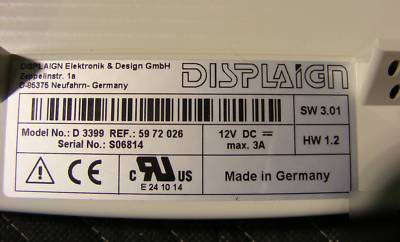 DISPLAIGN Elektronik & Design GmbH
Zeppelinstr. 1a
D-85375 Neufahrn- Germany
DISPLAIGN
SW 3.01
Model No.: D 3399 REF.: 59 72 026
Serial No.: S06814
12V DC
max. 3A
HW 1.2
CE
C RU US
E 24 10 14
Made in Germany